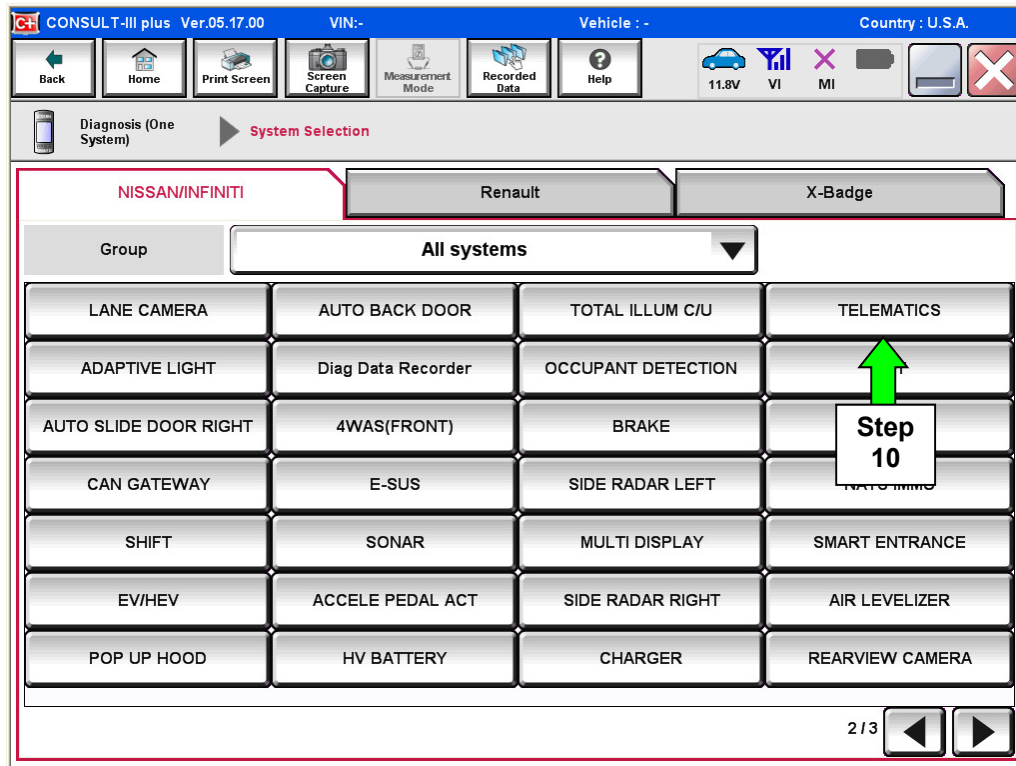 CONSULT-III plus Ver.05.17.00 VIN:- Vehicle : - Country : U.S.A.
Back Home Print Screen Screen Capture Measurement Mode Recorded Data Help 11.8V VI MI
Diagnosis (One System) System Selection
NISSAN/INFINITI Renault X-Badge
Group All systems
LANE CAMERA AUTO BACK DOOR TOTAL ILLUM C/U TELEMATICS
ADAPTIVE LIGHT Diag Data Recorder OCCUPANT DETECTION
AUTO SLIDE DOOR RIGHT 4WAS(FRONT) BRAKE
Step
10
CAN GATEWAY E-SUS SIDE RADAR LEFT
SHIFT SONAR MULTI DISPLAY SMART ENTRANCE
EV/HEV ACCELE PEDAL ACT SIDE RADAR RIGHT AIR LEVELIZER
POP UP HOOD HV BATTERY CHARGER REARVIEW CAMERA
2/3